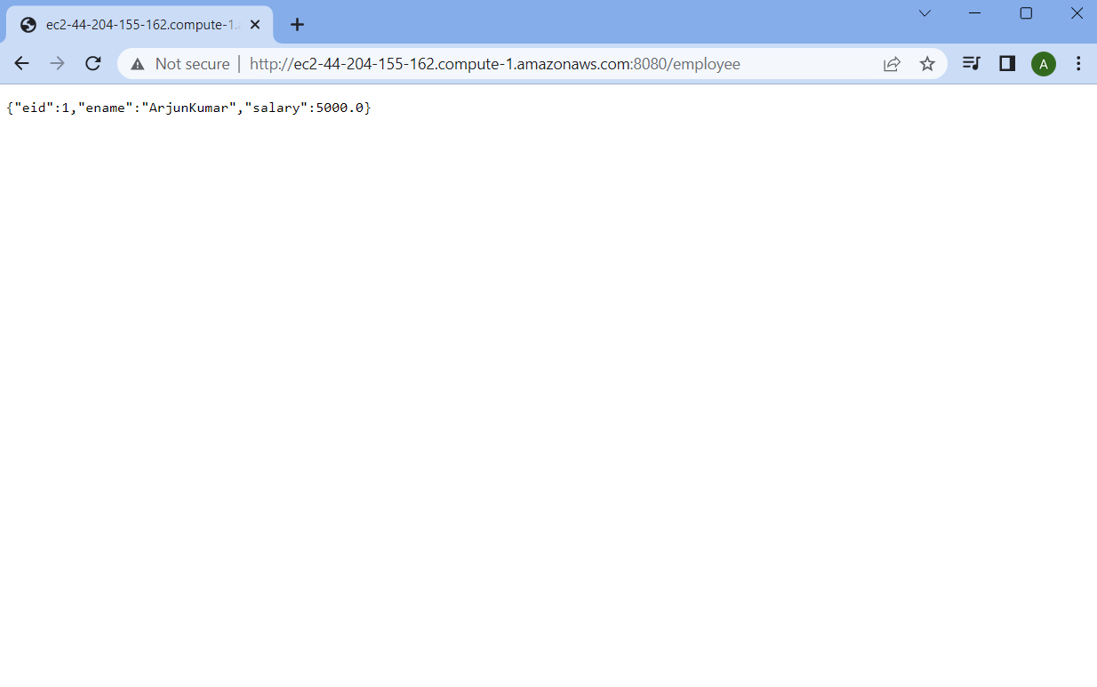 ec2-44-204-155-162.compute-1.
Not secure | http://ec2-44-204-155-162.compute-1.amazonaws.com:8080/employee
A
{"eid":1,"ename":"ArjunKumar","salary":5000.0}